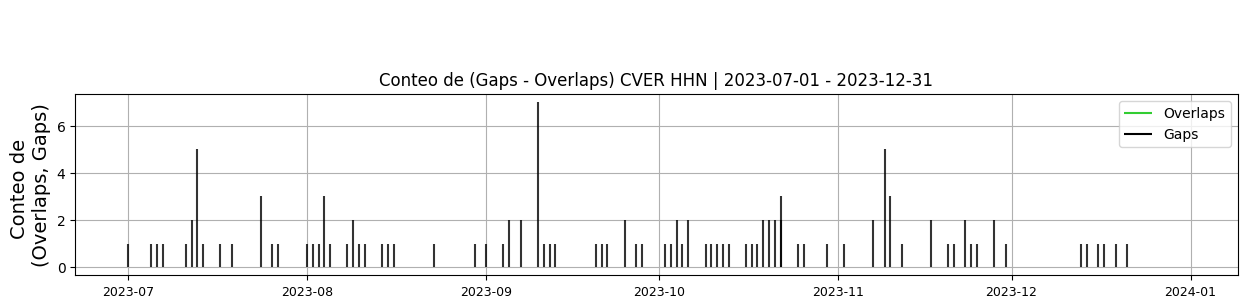 Conteo de (Gaps - Overlaps) CVER HHN | 2023-07-01 - 2023-12-31
Conteo de
(Overlaps, Gaps)
6
4
2
0
Overlaps
Gaps
2023-07
2023-08
2023-09
2023-10
2023-11
2023-12
2024-01